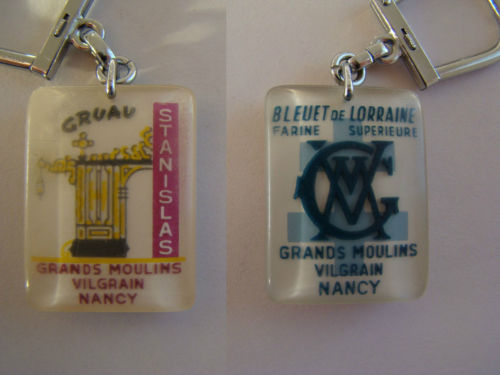 GRUAU
STANISLAS
GRANDS MOULINS
VILGRAIN
NANCY
BLEUET DE LORRAINE
FARINE SUPERIEURE
GMV
GRANDS MOULINS
VILGRAIN
NANCY